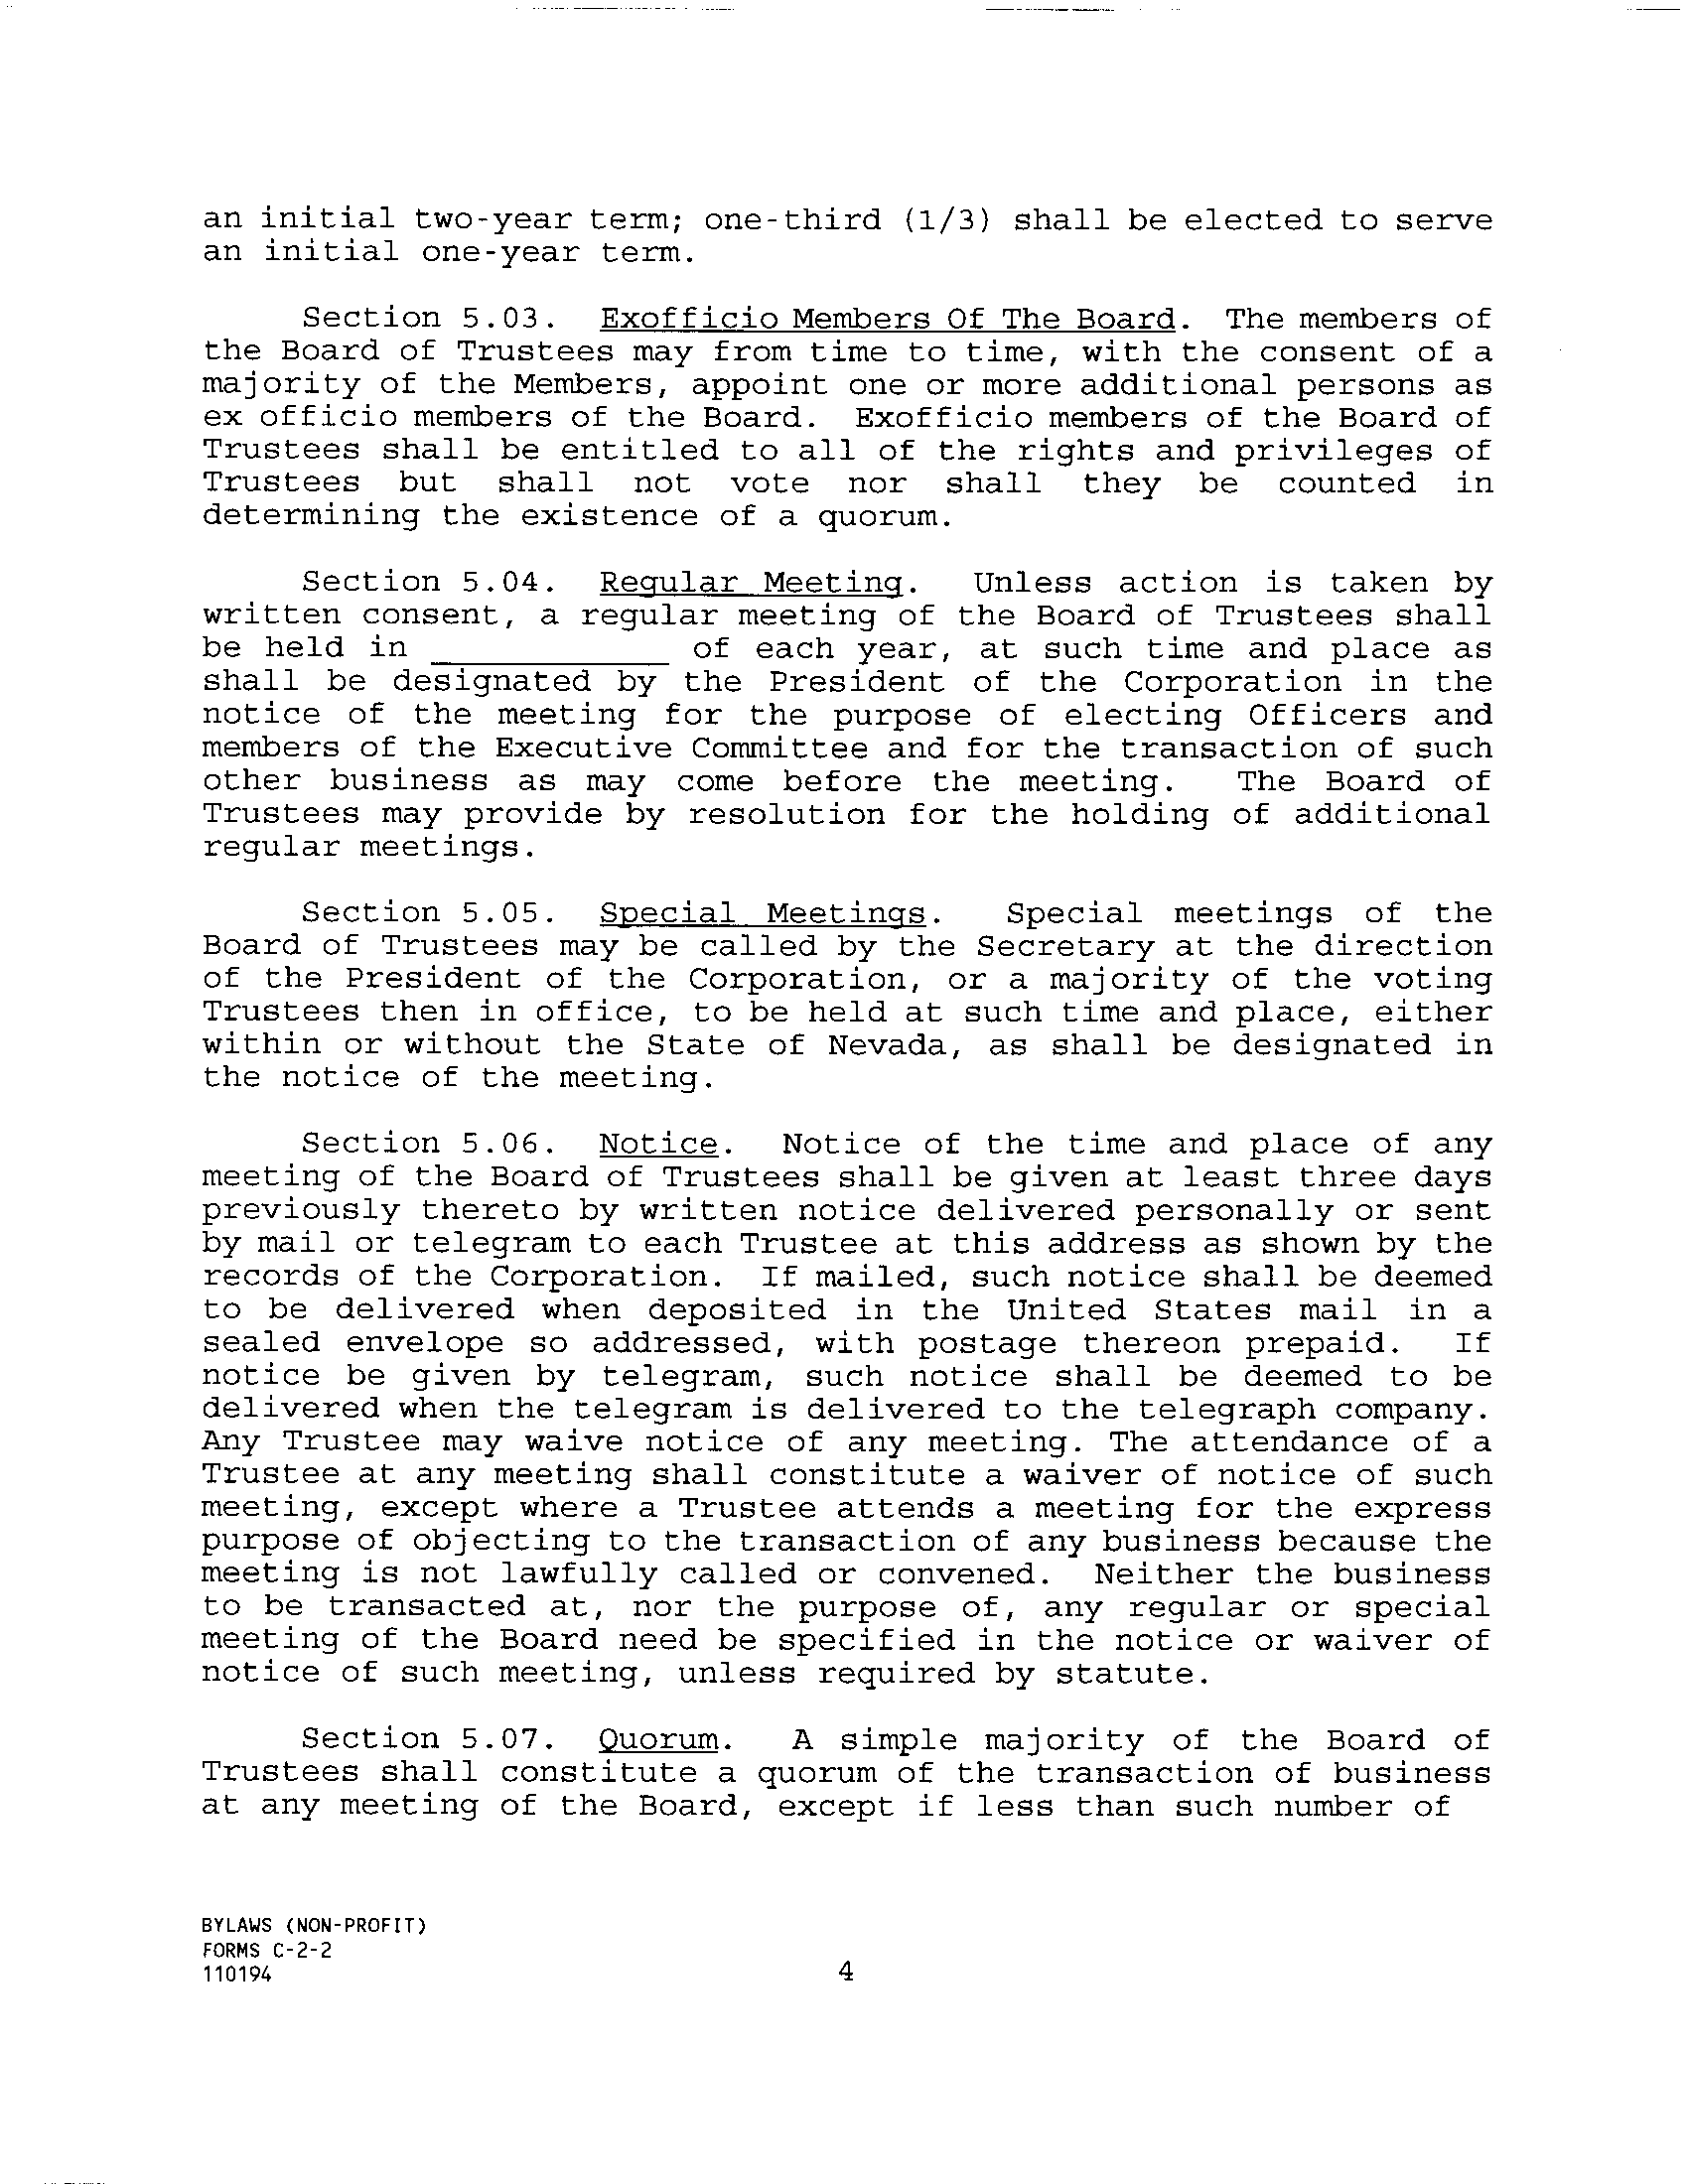 an initial two-year term; one-third (1/3) shall be elected to serve
an initial one-year term.
Section 5.03. Exofficio Members Of The Board. The members of
the Board of Trustees may from time to time, with the consent of a
majority of the Members, appoint one or more additional persons as
ex officio members of the Board. Exofficio members of the Board of
Trustees shall be entitled to all of the rights and privileges of
Trustees but shall not vote nor shall they be counted in
determining the existence of a quorum.
Section 5.04. Regular Meeting. Unless action is taken by
written consent, a regular meeting of the Board of Trustees shall
be held in ____________ of each year, at such time and place as
shall be designated by the President of the Corporation in the
notice of the meeting for the purpose of electing Officers and
members of the Executive Committee and for the transaction of such
other business as may come before the meeting. The Board of
Trustees may provide by resolution for the holding of additional
regular meetings.
Section 5.05. Special Meetings. Special meetings of the
Board of Trustees may be called by the Secretary at the direction
of the President of the Corporation, or a majority of the voting
Trustees then in office, to be held at such time and place, either
within or without the State of Nevada, as shall be designated in
the notice of the meeting.
Section 5.06. Notice. Notice of the time and place of any
meeting of the Board of Trustees shall be given at least three days
previously thereto by written notice delivered personally or sent
by mail or telegram to each Trustee at this address as shown by the
records of the Corporation. If mailed, such notice shall be deemed
to be delivered when deposited in the United States mail in a
sealed envelope so addressed, with postage thereon prepaid. If
notice be given by telegram, such notice shall be deemed to be
delivered when the telegram is delivered to the telegraph company.
Any Trustee may waive notice of any meeting. The attendance of a
Trustee at any meeting shall constitute a waiver of notice of such
meeting, except where a Trustee attends a meeting for the express
purpose of objecting to the transaction of any business because the
meeting is not lawfully called or convened. Neither the business
to be transacted at, nor the purpose of, any regular or special
meeting of the Board need be specified in the notice or waiver of
notice of such meeting, unless required by statute.
Section 5.07. Quorum. A simple majority of the Board of
Trustees shall constitute a quorum of the transaction of business
at any meeting of the Board, except if less than such number of
BYLAWS (NON-PROFIT)
FORMS C-2-2
110194
4